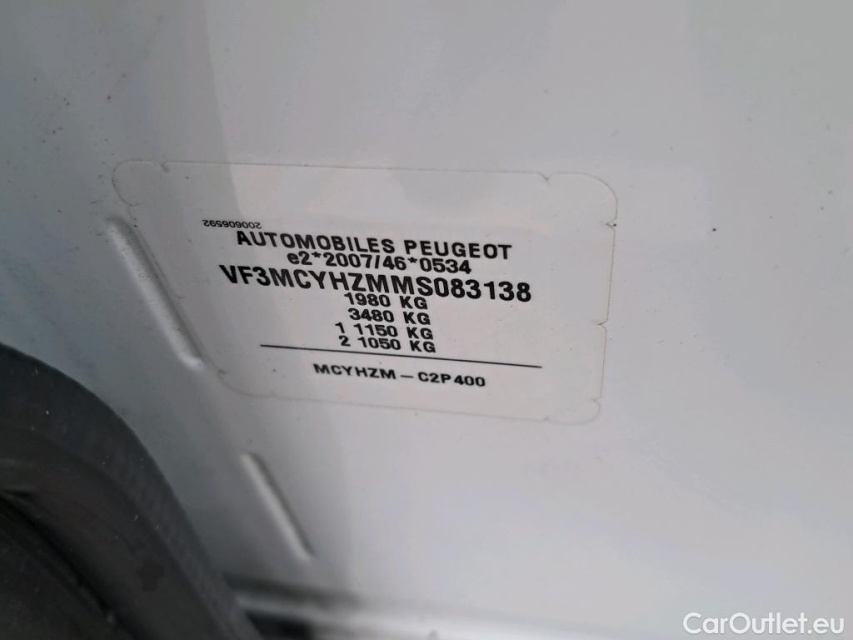 200606592
AUTOMOBILES PEUGEOT
e2*2007/46*0534
VF3MCYHZMMS083138
1980 KG
3480 KG
1 1150 KG
2 1050 KG
MCYHZM - C2P400
CarOutlet.eu